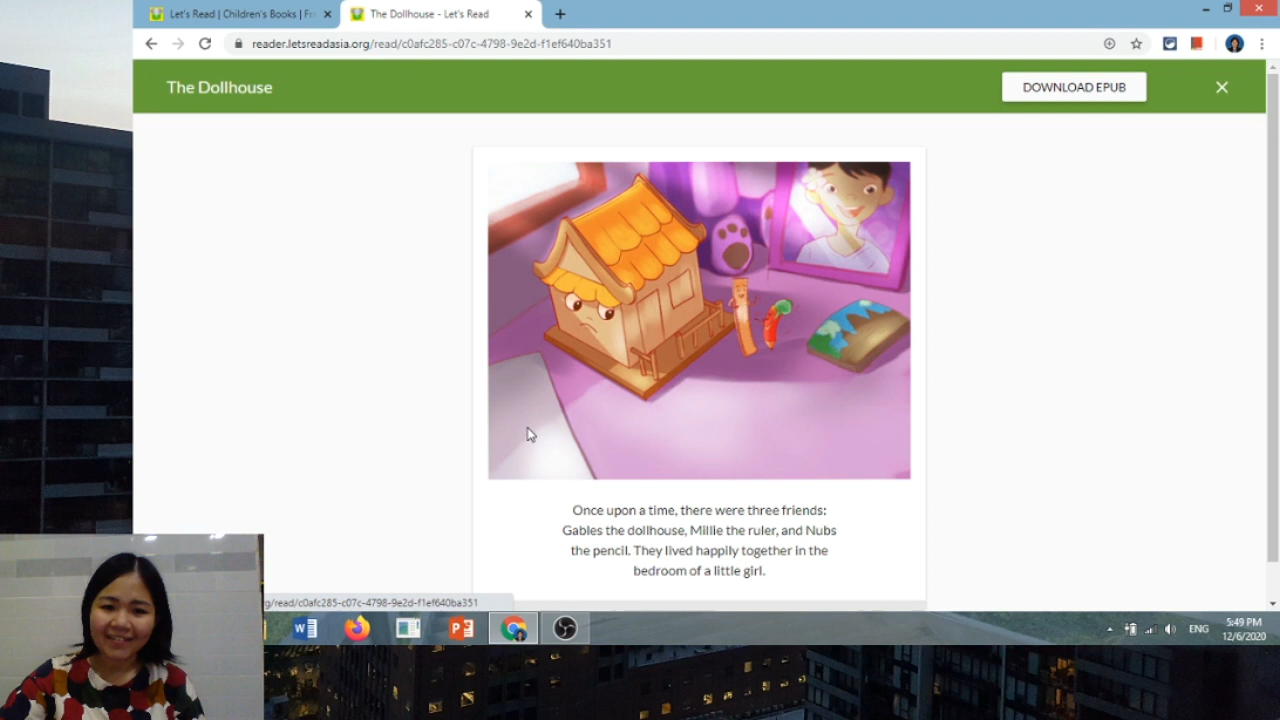 Let's Read | Children's Books | Fr
The Dollhouse - Let's Read
reader.letsreadasia.org/read/c0afc285-c07c-4798-9e2d-f1ef640ba351
The Dollhouse
DOWNLOAD EPUB
Once upon a time, there were three friends:
Gables the dollhouse, Millie the ruler, and Nubs
the pencil. They lived happily together in the
bedroom of a little girl.
g/read/c0afc285-c07c-4798-9e2d-f1ef640ba351
ENG
5:49 PM
12/6/2020